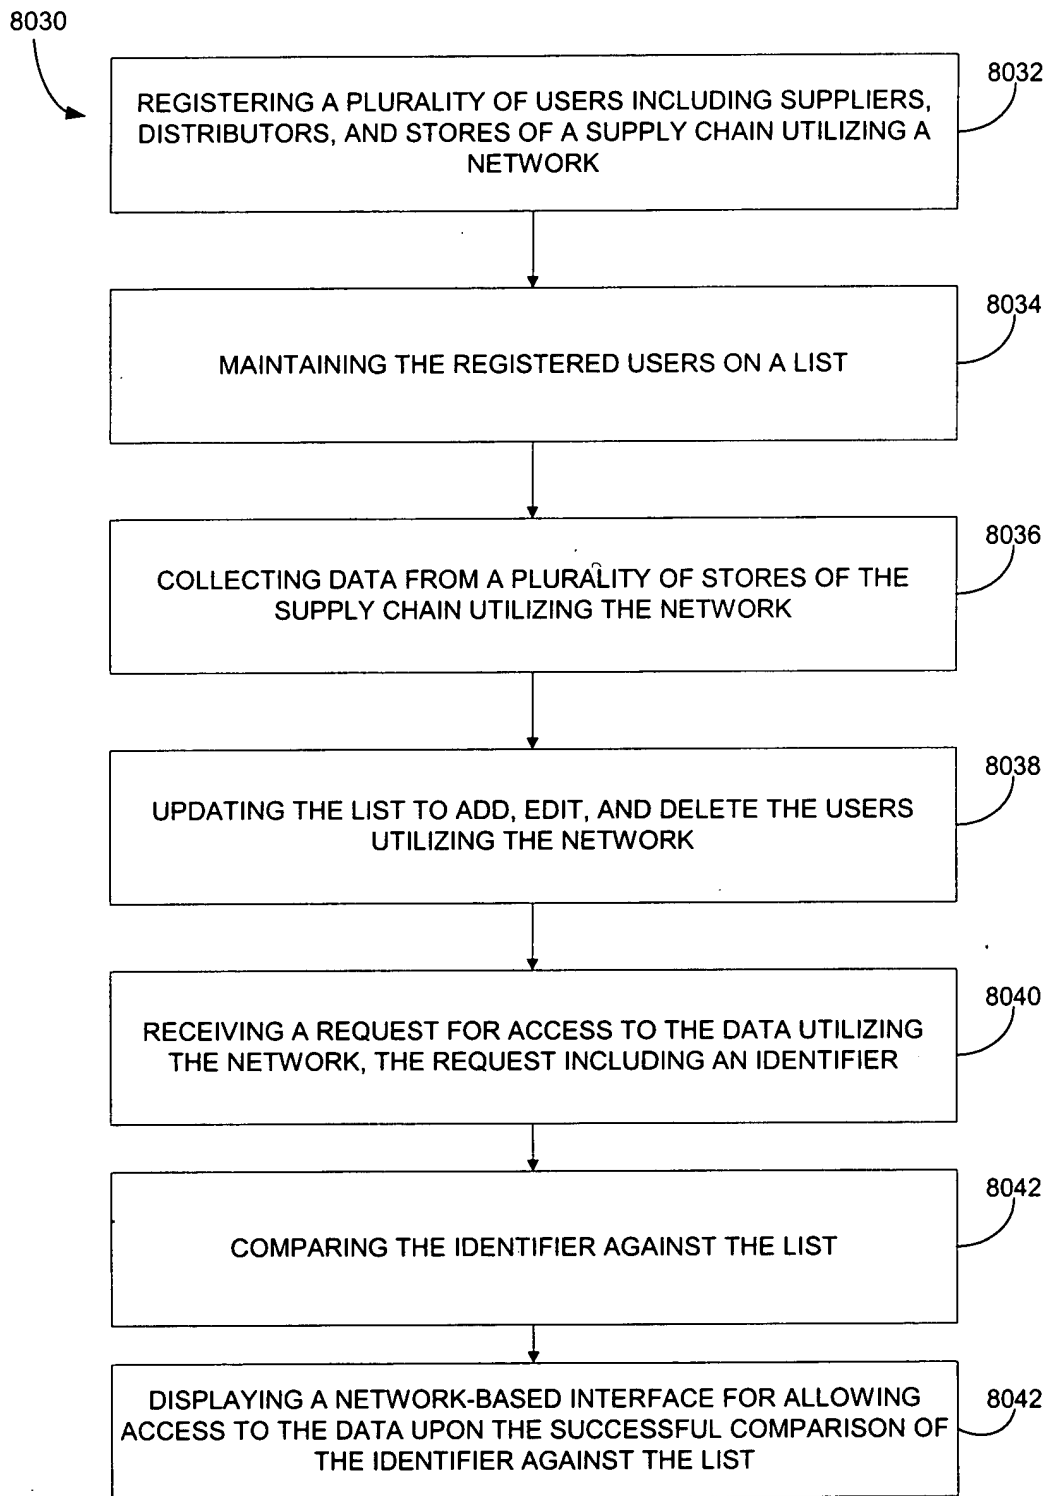 8030
8032
REGISTERING A PLURALITY OF USERS INCLUDING SUPPLIERS,
DISTRIBUTORS, AND STORES OF A SUPPLY CHAIN UTILIZING A
NETWORK
8034
MAINTAINING THE REGISTERED USERS ON A LIST
8036
COLLECTING DATA FROM A PLURALITY OF STORES OF THE
SUPPLY CHAIN UTILIZING THE NETWORK
8038
UPDATING THE LIST TO ADD, EDIT, AND DELETE THE USERS
UTILIZING THE NETWORK
8040
RECEIVING A REQUEST FOR ACCESS TO THE DATA UTILIZING
THE NETWORK, THE REQUEST INCLUDING AN IDENTIFIER
8042
COMPARING THE IDENTIFIER AGAINST THE LIST
8042
DISPLAYING A NETWORK-BASED INTERFACE FOR ALLOWING
ACCESS TO THE DATA UPON THE SUCCESSFUL COMPARISON OF
THE IDENTIFIER AGAINST THE LIST